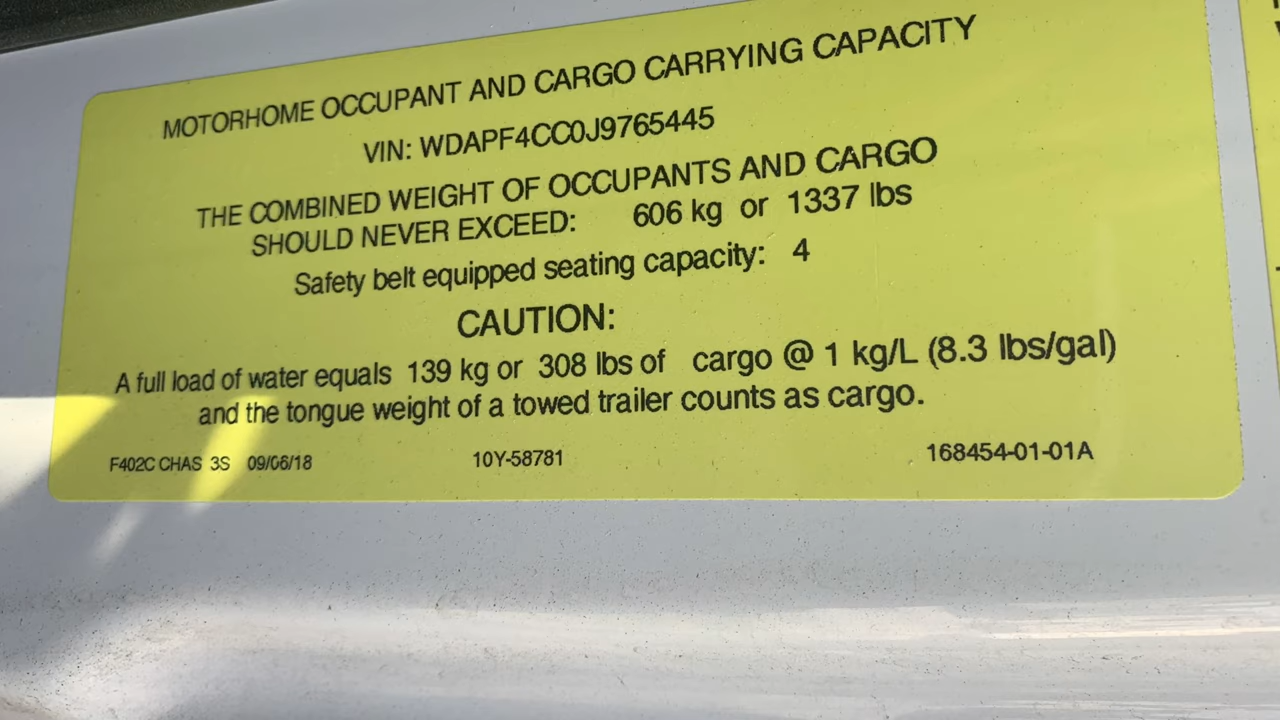 MOTORHOME OCCUPANT AND CARGO CARRYING CAPACITY
VIN: WDAPF4CC0J9765445
THE COMBINED WEIGHT OF OCCUPANTS AND CARGO
SHOULD NEVER EXCEED: 606 kg or 1337 lbs
Safety belt equipped seating capacity: 4
CAUTION:
A full load of water equals 139 kg or 308 lbs of cargo @ 1 kg/L (8.3 lbs/gal)
and the tongue weight of a towed trailer counts as cargo.
F402C CHAS 3S 09/06/18 10Y-58781 168454-01-01A